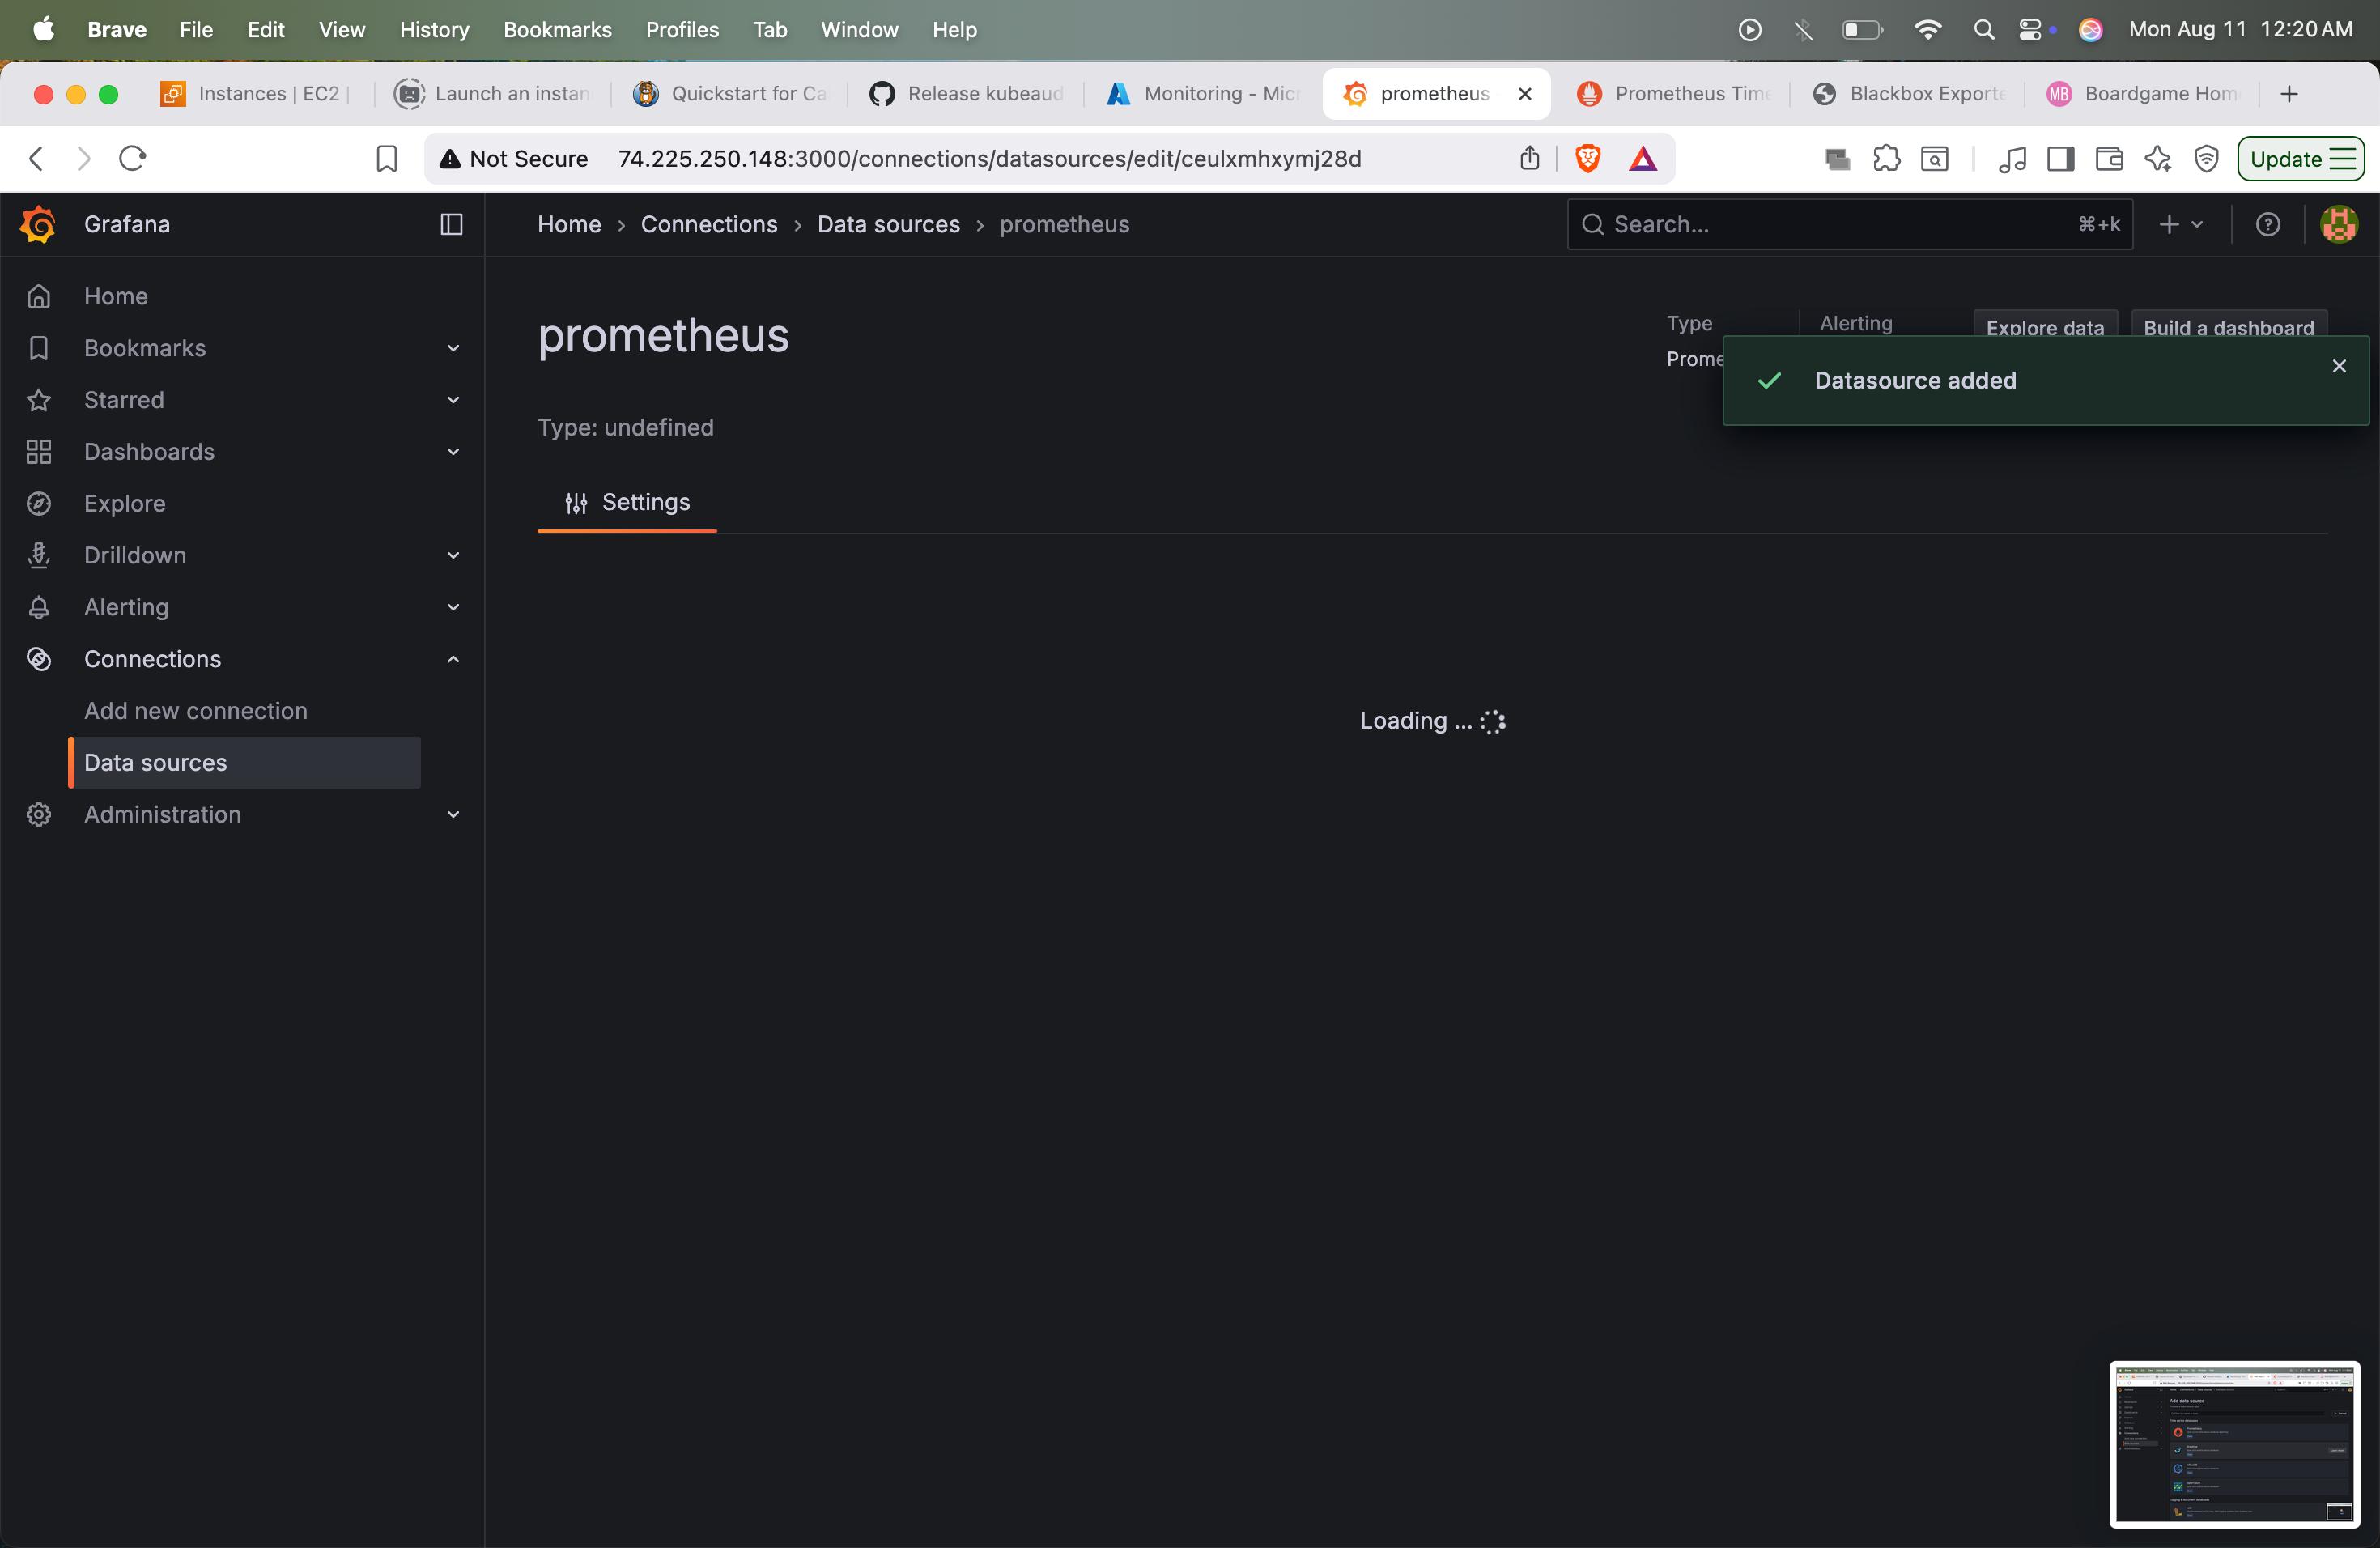 Brave File Edit View History Bookmarks Profiles Tab Window Help Mon Aug 11 12:20 AM
Instances | EC2 | Launch an instan Quickstart for Ca Release kubeaud Monitoring - Micr prometheus Prometheus Time Blackbox Exporte MB Boardgame Hom
Not Secure 74.225.250.148:3000/connections/datasources/edit/ceulxmhxymj28d Update
Grafana Home › Connections › Data sources › prometheus Search... ⌘+k
Home
Bookmarks
Starred
Dashboards
Explore
Drilldown
Alerting
Connections
Add new connection
Data sources
Administration
prometheus
Type Alerting Explore data Build a dashboard
Prome
Datasource added
Type: undefined
Settings
Loading ...